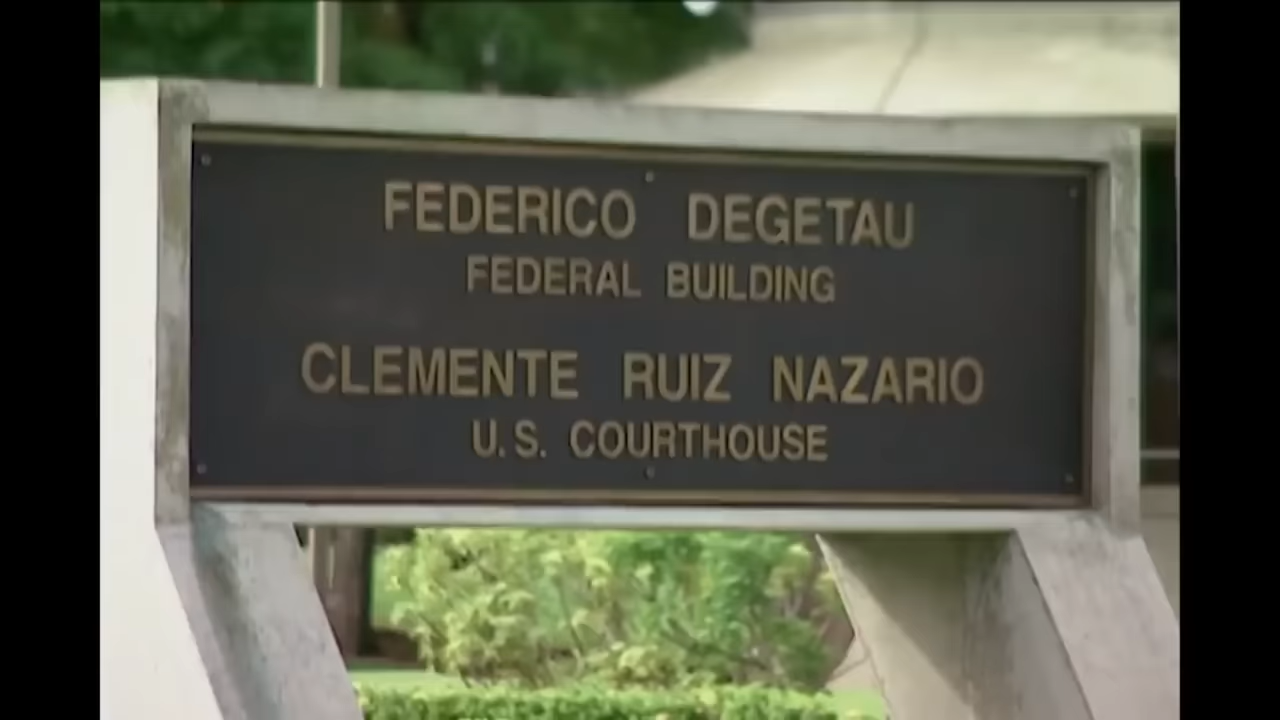 FEDERICO DEGETAU
FEDERAL BUILDING
CLEMENTE RUIZ NAZARIO
U.S. COURTHOUSE